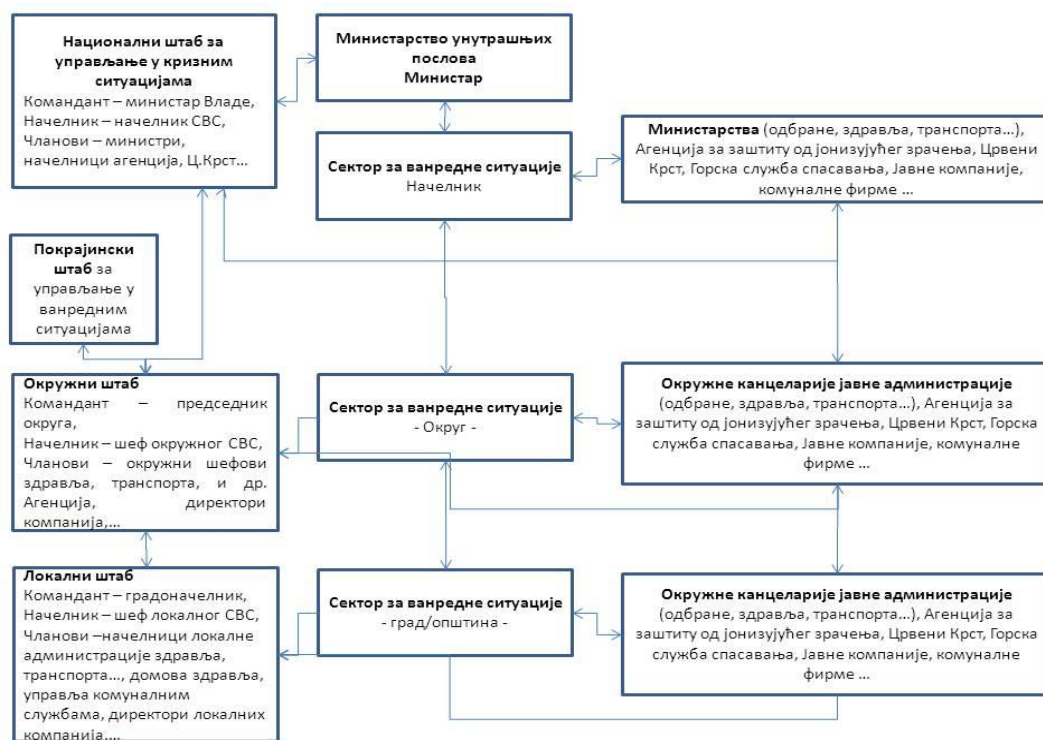 Национални штаб за
управљање у кризним
ситуацијама
Командант – министар Владе,
Начелник – начелник СВС,
Чланови – министри,
начелници агенција, Ц.Крст...
Министарство унутрашњих
послова
Министар
Сектор за ванредне ситуације
Начелник
Министарства (одбране, здравља, транспорта...),
Агенција за заштиту од јонизујућег зрачења, Црвени
Крст, Горска служба спасавања, Јавне компаније,
комуналне фирме ...
Покрајински
штаб за
управљање у
ванредним
ситуацијама
Окружни штаб
Командант – председник
округа,
Начелник – шеф окружног СВС,
Чланови – окружни шефови
здравља, транспорта, и др.
Агенција, директори
компанија,...
Сектор за ванредне ситуације
- Округ -
Окружне канцеларије јавне администрације
(одбране, здравља, транспорта...), Агенција за
заштиту од јонизујућег зрачења, Црвени Крст, Горска
служба спасавања, Јавне компаније, комуналне
фирме ...
Локални штаб
Командант – градоначелник,
Начелник – шеф локалног СВС,
Чланови –начелници локалне
администрације здравља,
транспорта..., домова здравља,
управља комуналним
службама, директори локалних
компанија,...
Сектор за ванредне ситуације
- град/општина -
Окружне канцеларије јавне администрације
(одбране, здравља, транспорта...), Агенција за
заштиту од јонизујућег зрачења, Црвени Крст, Горска
служба спасавања, Јавне компаније, комуналне
фирме ...